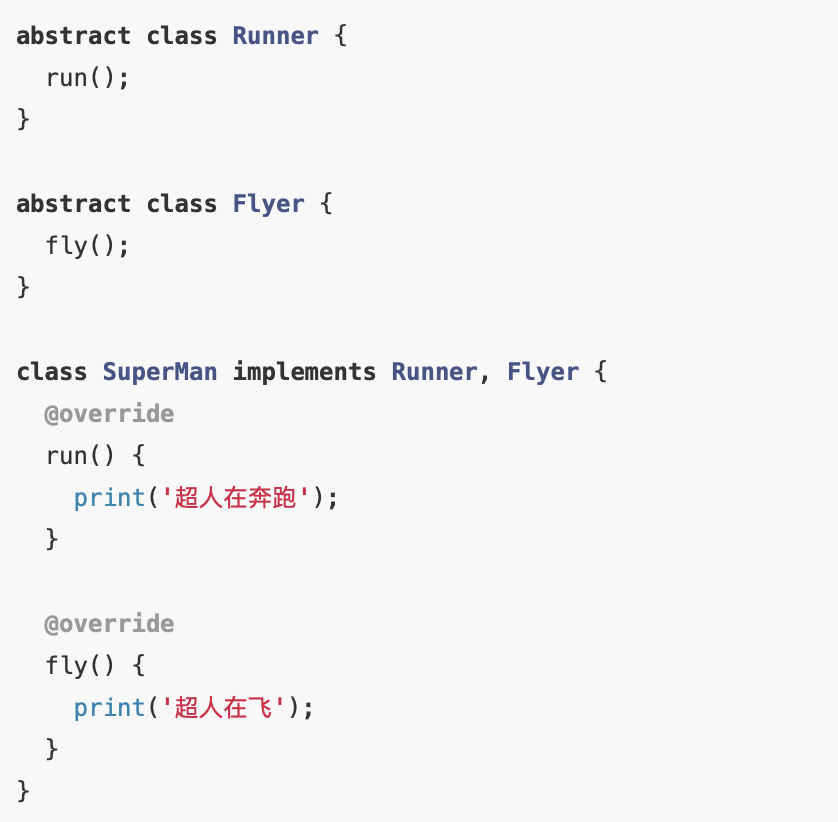 abstract class Runner {
  run();
}

abstract class Flyer {
  fly();
}

class SuperMan implements Runner, Flyer {
  @override
  run() {
    print('超人在奔跑');
  }

  @override
  fly() {
    print('超人在飞');
  }
}